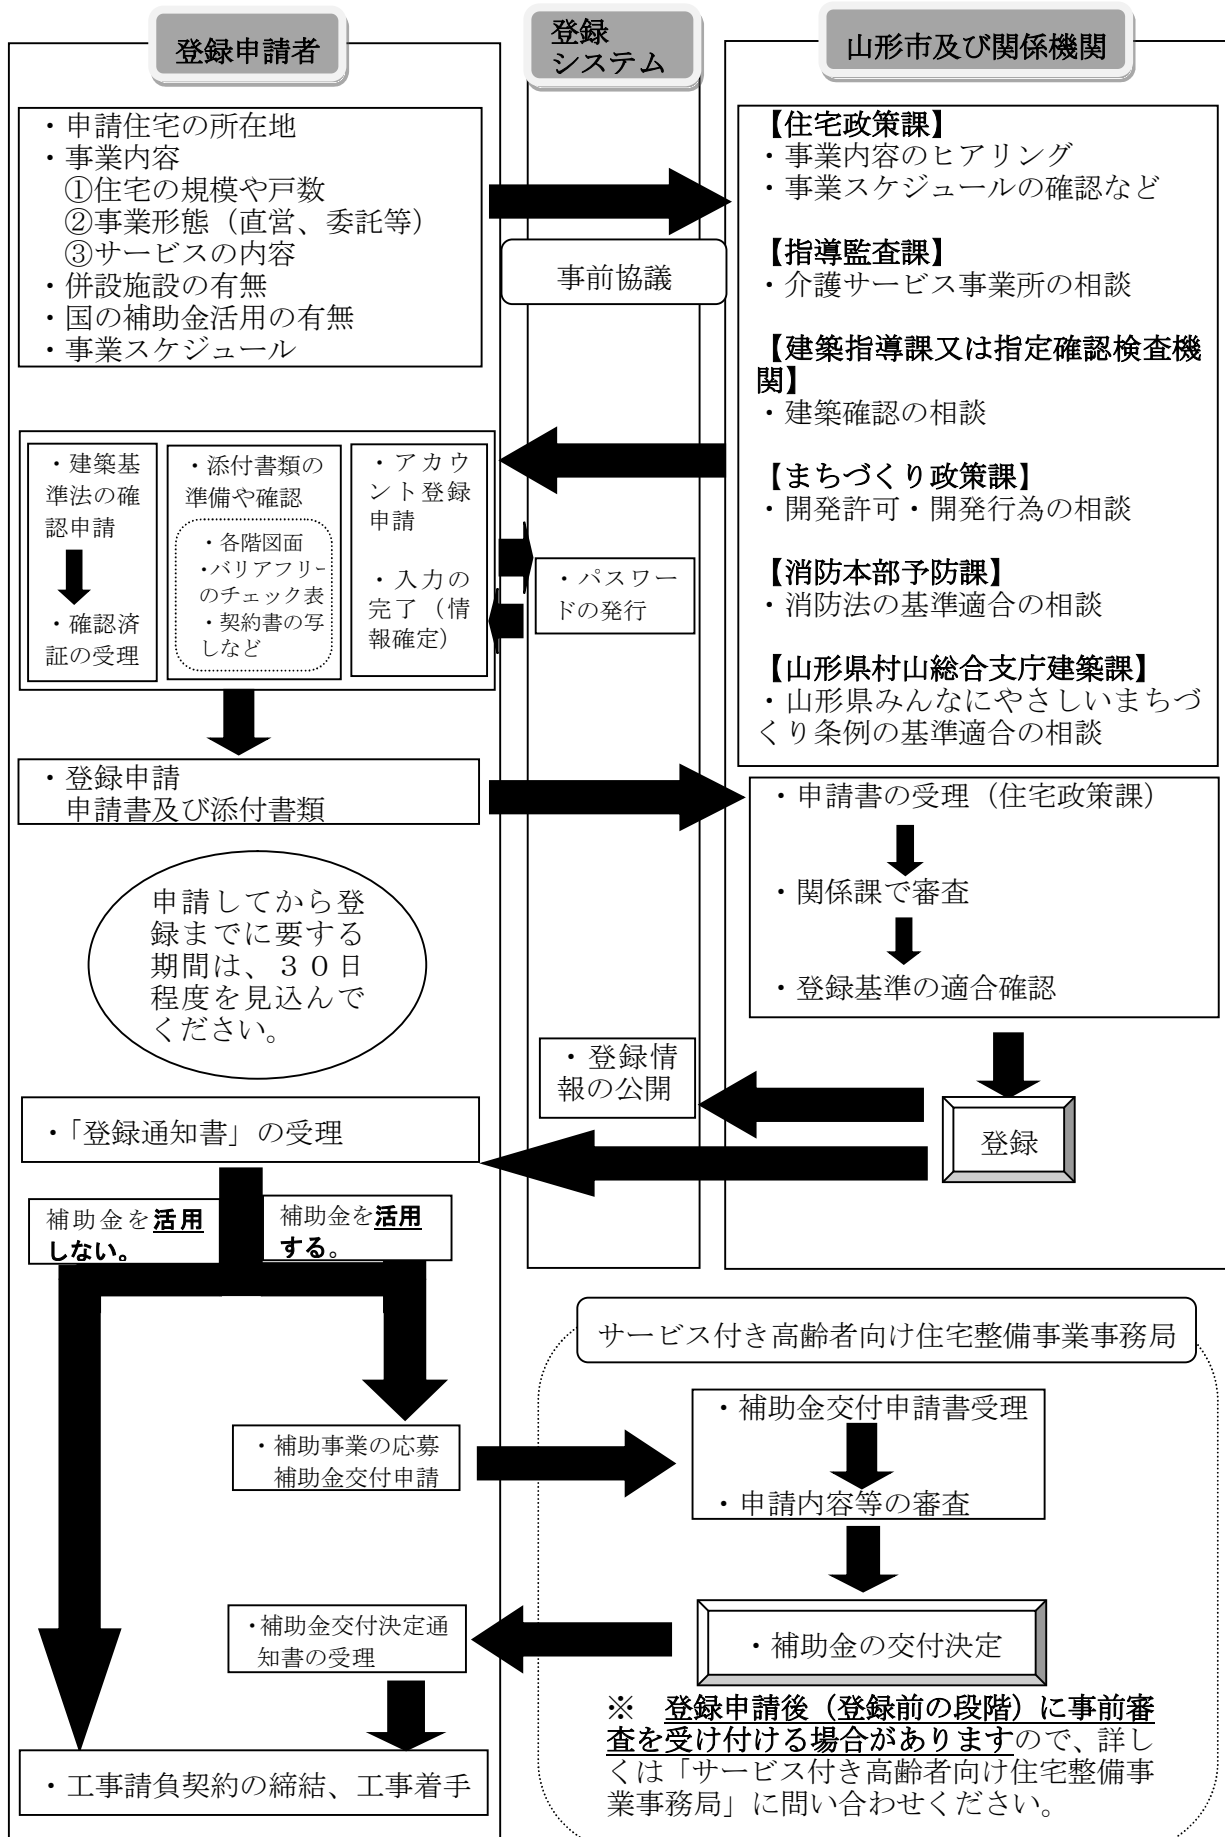 登録申請者
登録
システム
山形市及び関係機関
・申請住宅の所在地
・事業内容
①住宅の規模や戸数
②事業形態（直営、委託等）
③サービスの内容
・併設施設の有無
・国の補助金活用の有無
・事業スケジュール
事前協議
【住宅政策課】
・事業内容のヒアリング
・事業スケジュールの確認など
【指導監査課】
・介護サービス事業所の相談
【建築指導課又は指定確認検査機
関】
・建築確認の相談
【まちづくり政策課】
・開発許可・開発行為の相談
【消防本部予防課】
・消防法の基準適合の相談
【山形県村山総合支庁建築課】
・山形県みんなにやさしいまちづ
くり条例の基準適合の相談
・建築基
準法の確
認申請
・確認済
証の受理
・添付書類の
準備や確認
・各階図面
・バリアフリー
のチェック表
・契約書の写
しなど
・アカウ
ント登録
申請
・入力の
完了（情
報確定）
・パスワー
ドの発行
・登録申請
申請書及び添付書類
・申請書の受理（住宅政策課）
・関係課で審査
・登録基準の適合確認
申請してから登
録までに要する
期間は、３０日
程度を見込んで
ください。
・登録情
報の公開
登録
・「登録通知書」の受理
補助金を活用
しない。
補助金を活用
する。
サービス付き高齢者向け住宅整備事業事務局
・補助金交付申請書受理
・申請内容等の審査
・補助事業の応募
補助金交付申請
・補助金の交付決定
・補助金交付決定通
知書の受理
※　登録申請後（登録前の段階）に事前審
査を受け付ける場合がありますので、詳し
くは「サービス付き高齢者向け住宅整備事
業事務局」に問い合わせください。
・工事請負契約の締結、工事着手